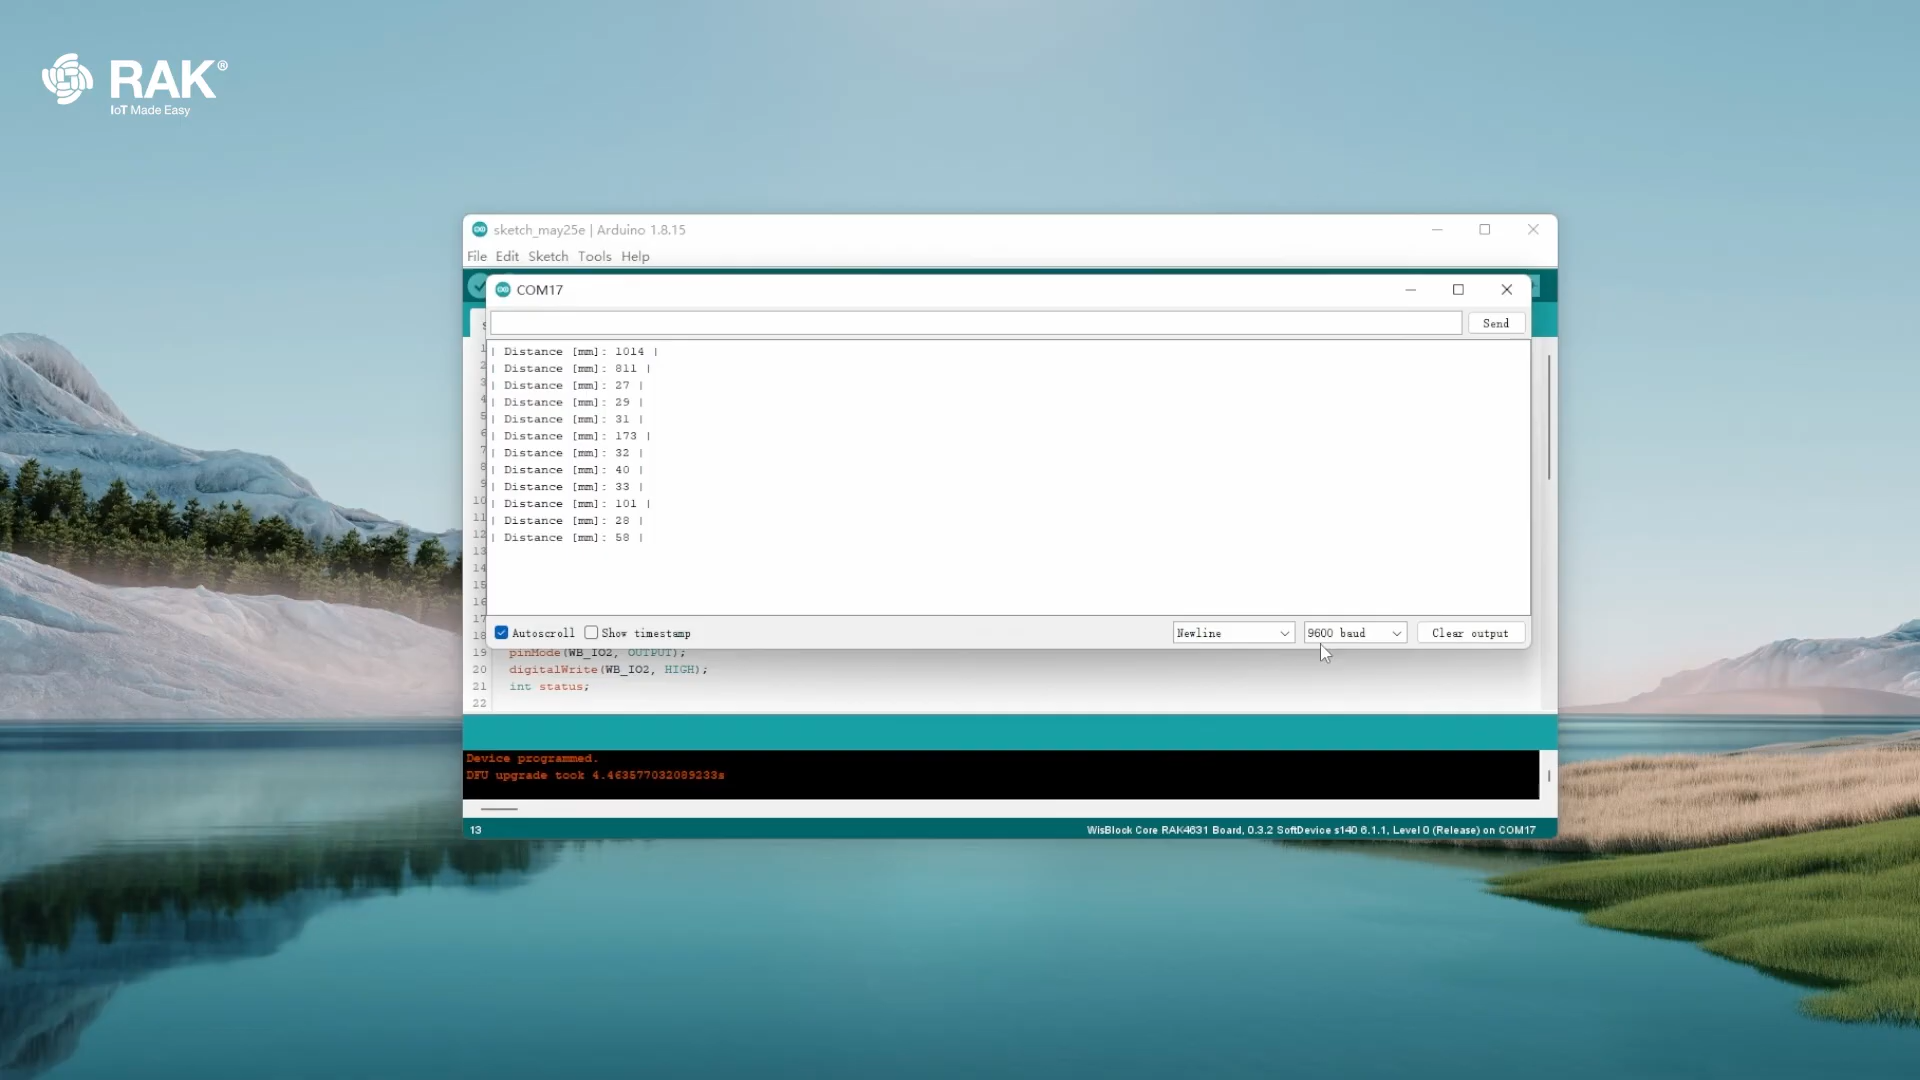 RAK®
IoT Made Easy
sketch_may25e | Arduino 1.8.15
File Edit Sketch Tools Help
COM17
Send
| Distance [mm]: 1014 |
| Distance [mm]: 811 |
| Distance [mm]: 27 |
| Distance [mm]: 29 |
| Distance [mm]: 31 |
| Distance [mm]: 173 |
| Distance [mm]: 32 |
| Distance [mm]: 40 |
| Distance [mm]: 33 |
| Distance [mm]: 101 |
| Distance [mm]: 28 |
| Distance [mm]: 58 |
Autoscroll Show timestamp Newline 9600 baud Clear output
19 pinMode(WB_IO2, OUTPUT);
20 digitalWrite(WB_IO2, HIGH);
21 int status;
22
Device programmed.
DFU upgrade took 4.463577032089233s
13 WisBlock Core RAK4631 Board, 0.3.2 SoftDevice s140 6.1.1, Level 0 (Release) on COM17